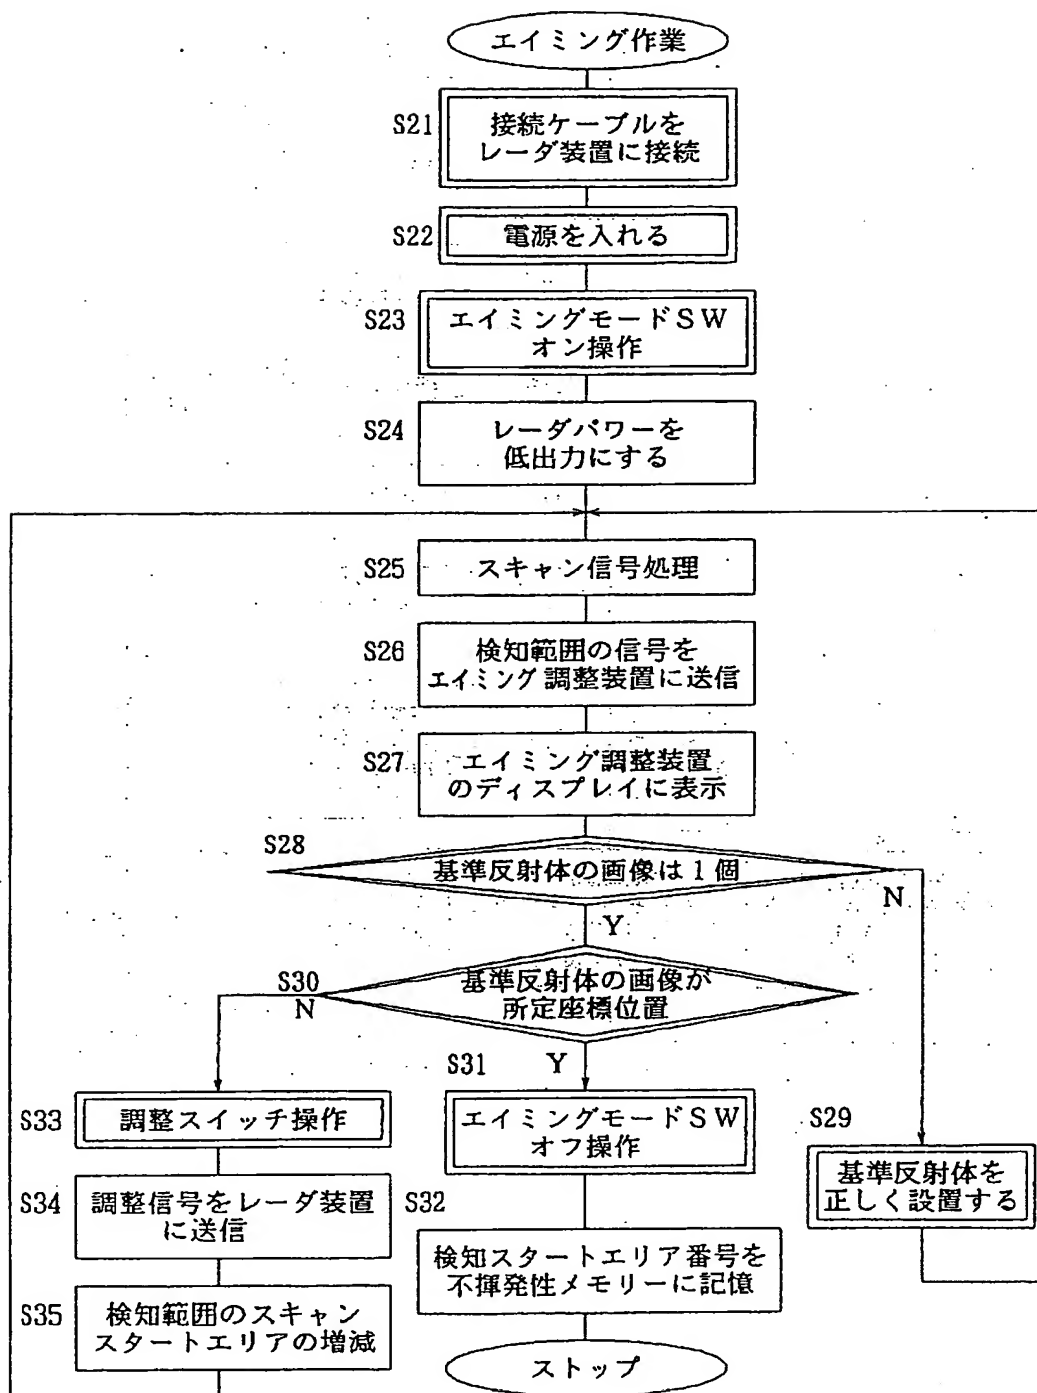 エイミング作業
S21
接続ケーブルを
レーダ装置に接続
S22
電源を入れる
S23
エイミングモードＳＷ
オン操作
S24
レーダパワーを
低出力にする
S25
スキャン信号処理
S26
検知範囲の信号を
エイミング調整装置に送信
S27
エイミング調整装置
のディスプレイに表示
S28
基準反射体の画像は１個
N
Y
S30
基準反射体の画像が
所定座標位置
N
Y
S31
エイミングモードＳＷ
オフ操作
S29
基準反射体を
正しく設置する
S33
調整スイッチ操作
S34
調整信号をレーダ装置
に送信
S32
検知スタートエリア番号を
不揮発性メモリーに記憶
S35
検知範囲のスキャン
スタートエリアの増減
ストップ